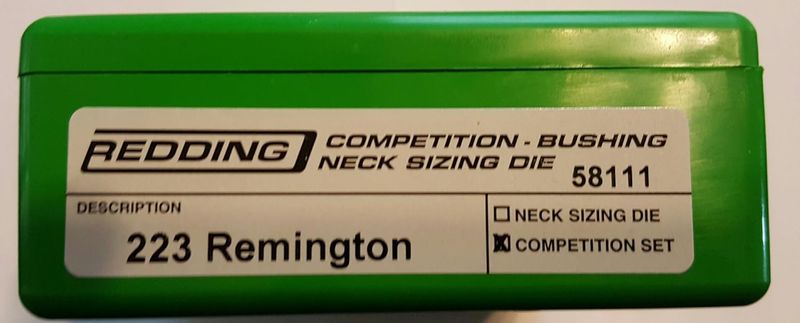 REDDING
COMPETITION - BUSHING
NECK SIZING DIE 58111
DESCRIPTION
223 Remington
NECK SIZING DIE
COMPETITION SET